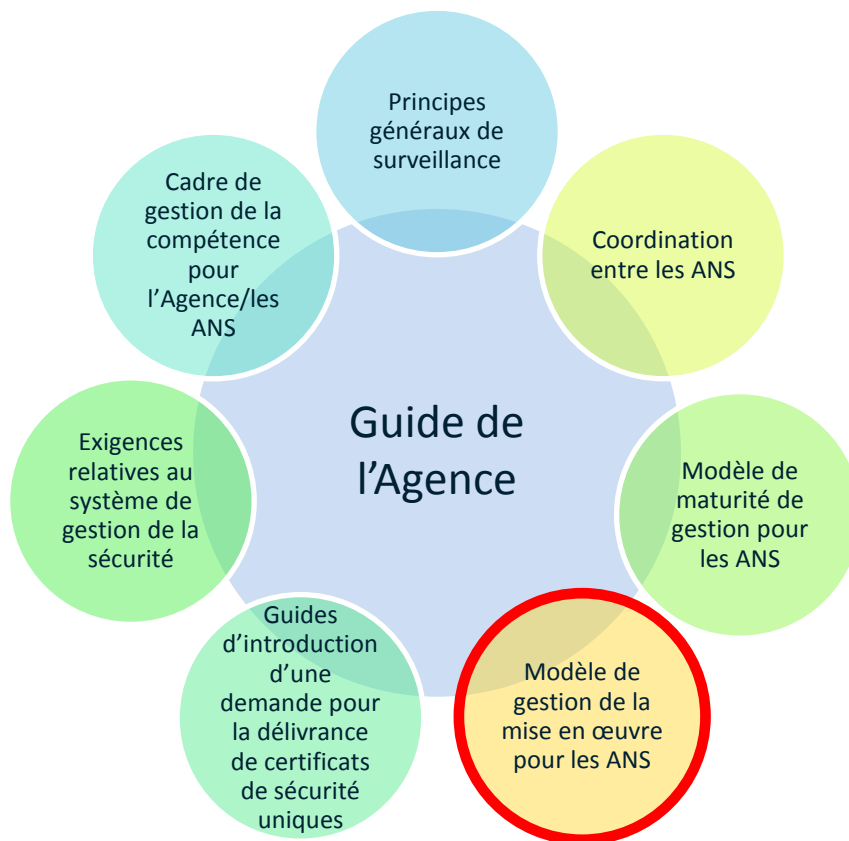 Principes
généraux de
surveillance
Coordination
entre les ANS
Modèle de
maturité de
gestion pour
les ANS
Modèle de
gestion de la
mise en œuvre
pour les ANS
Guides
d’introduction
d’une
demande pour
la délivrance
de certificats
de sécurité
uniques
Exigences
relatives au
système de
gestion de la
sécurité
Cadre de
gestion de la
compétence
pour
l’Agence/les
ANS
Guide de
l’Agence